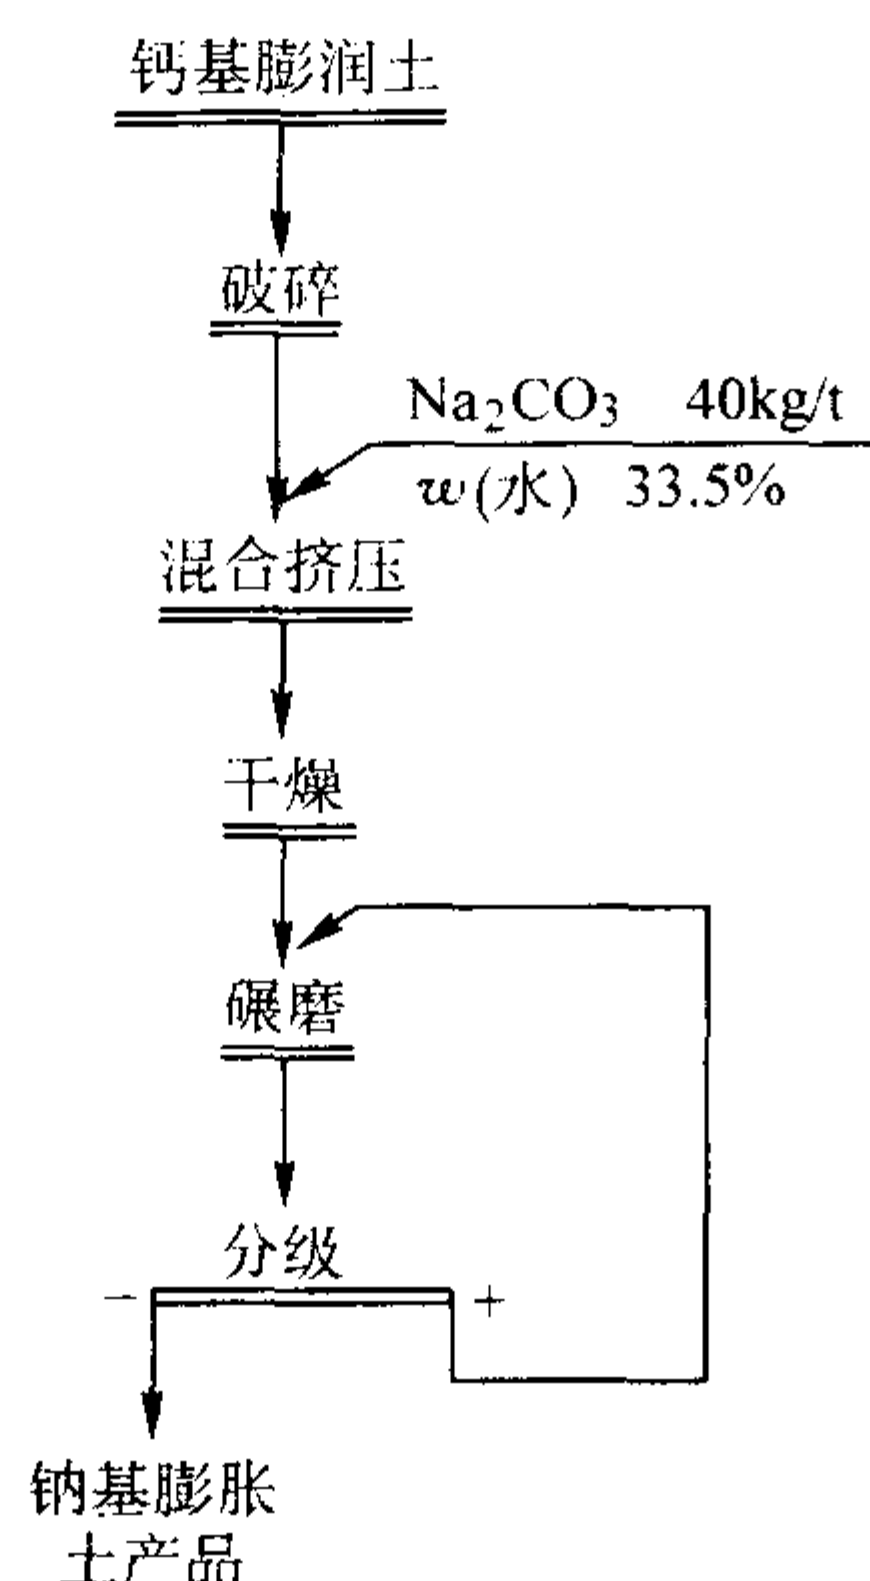 钙基膨润土
破碎
Na₂CO₃ 40kg/t
w(水) 33.5%
混合挤压
干燥
碾磨
分级
− +
钠基膨胀
土产品